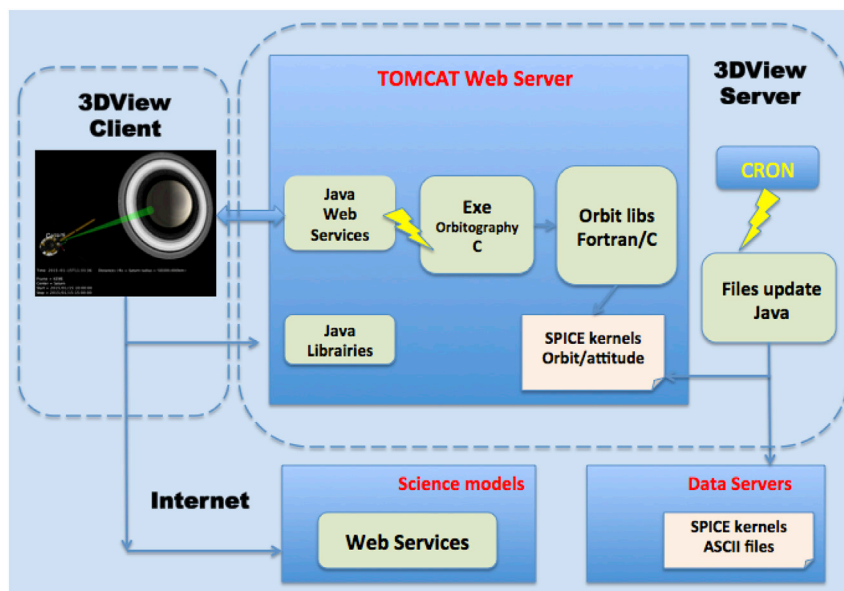 3DView
Client
TOMCAT Web Server
3DView
Server
CRON
Java
Web
Services
Exe
Orbitography
C
Orbit libs
Fortran/C
Files update
Java
Java
Librairies
SPICE kernels
Orbit/attitude
Internet
Science models
Web Services
Data Servers
SPICE kernels
ASCII files